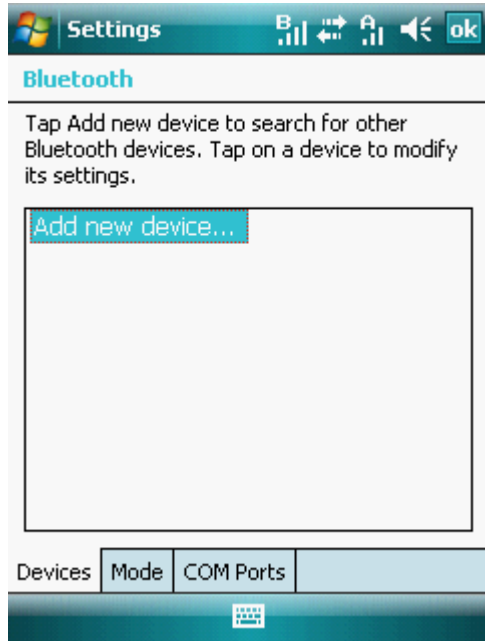 Settings
B
A
ok
Bluetooth
Tap Add new device to search for other
Bluetooth devices. Tap on a device to modify
its settings.
Add new device...
Devices Mode COM Ports